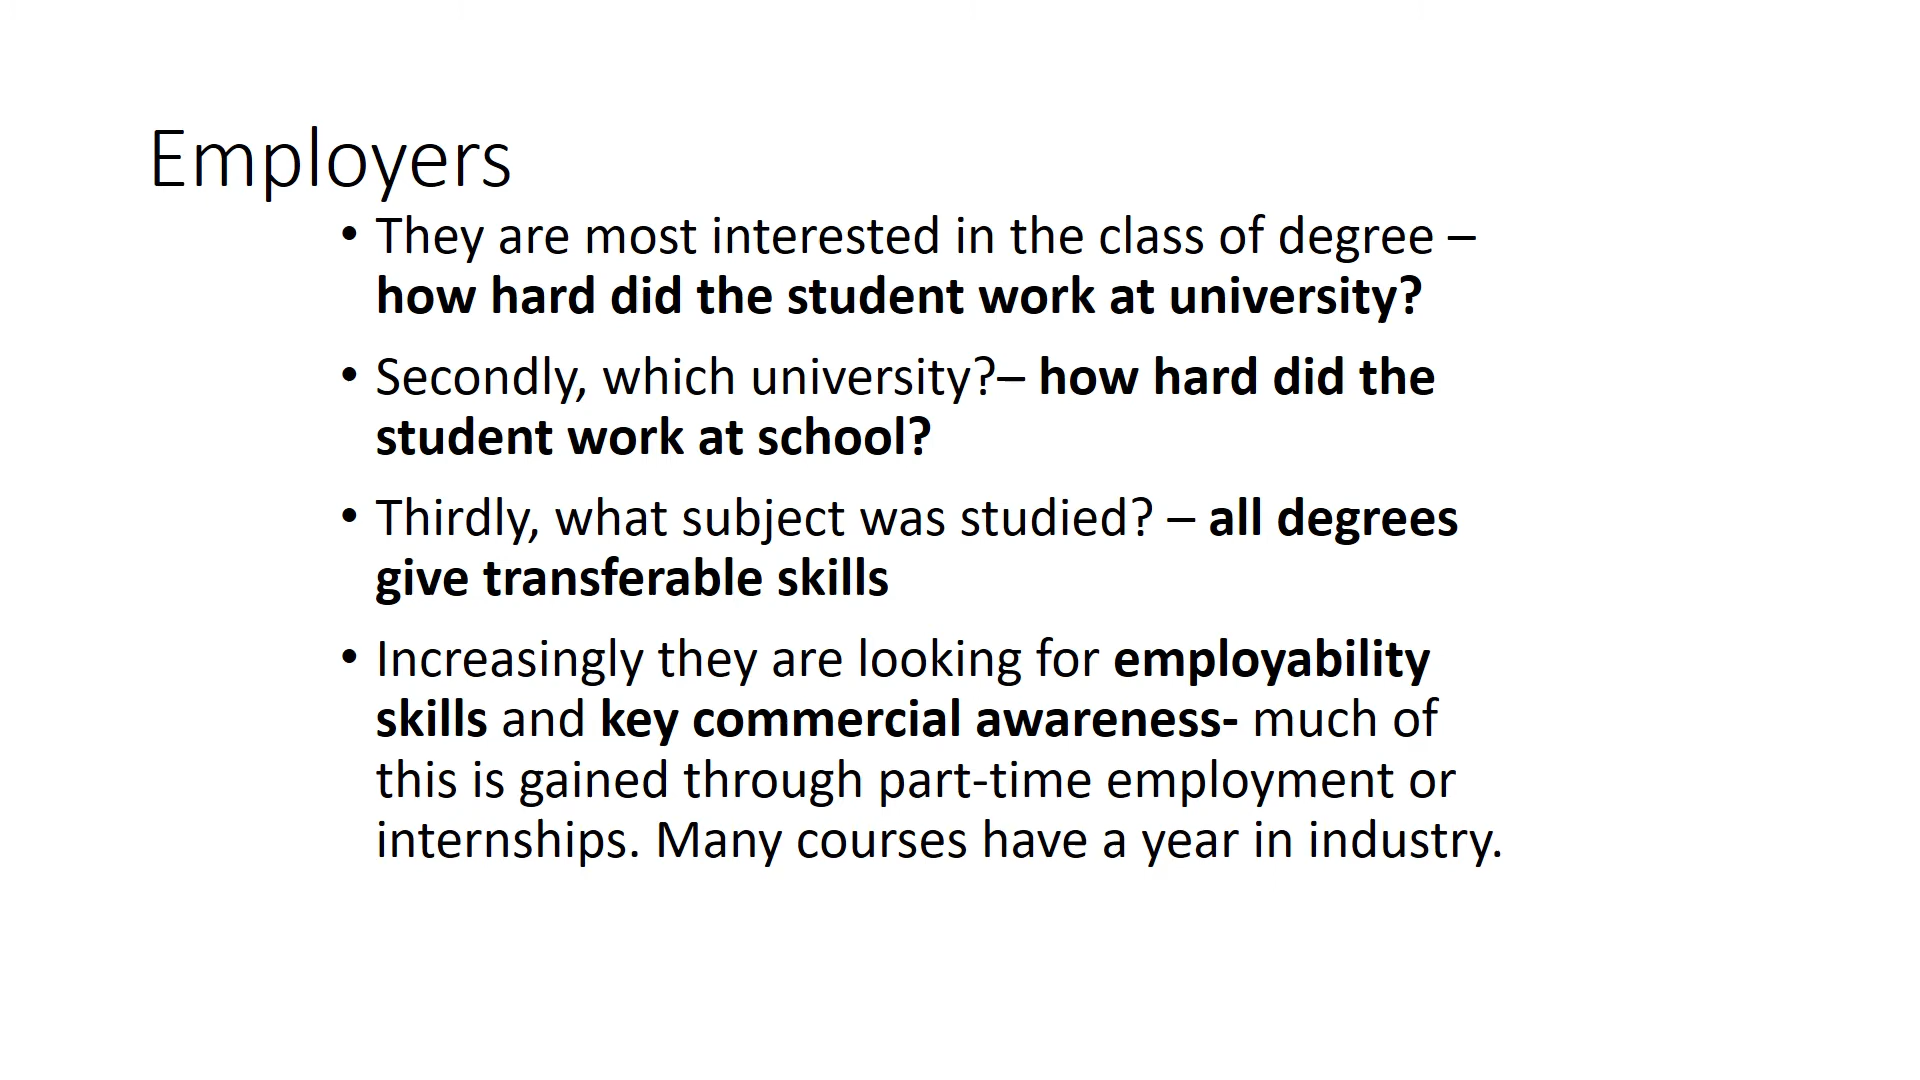 Employers
• They are most interested in the class of degree –
how hard did the student work at university?
• Secondly, which university?– how hard did the
student work at school?
• Thirdly, what subject was studied? – all degrees
give transferable skills
• Increasingly they are looking for employability
skills and key commercial awareness- much of
this is gained through part-time employment or
internships. Many courses have a year in industry.